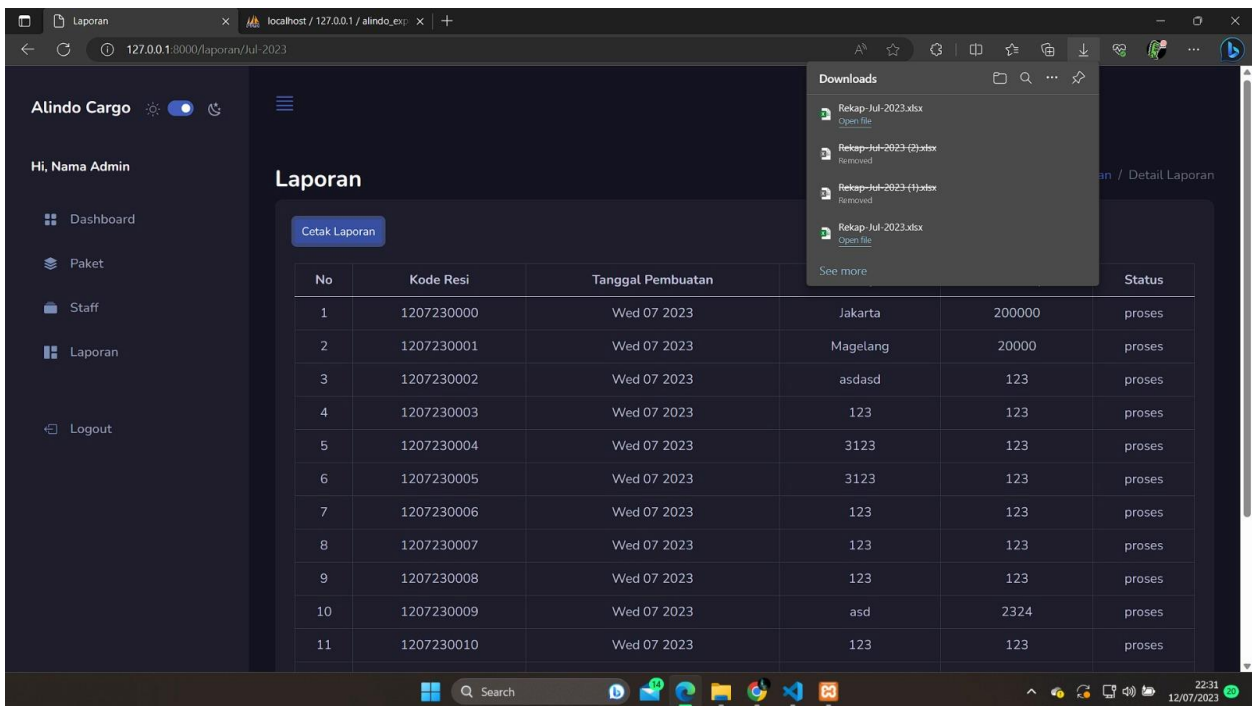 Laporan
localhost / 127.0.0.1 / alindo_exp
127.0.0.1:8000/laporan/Jul-2023
Alindo Cargo
Hi, Nama Admin
Dashboard
Paket
Staff
Laporan
Logout
Downloads
Rekap-Jul-2023.xlsx
Open file
Rekap-Jul-2023 (2).xlsx
Removed
Rekap-Jul-2023 (1).xlsx
Removed
Rekap-Jul-2023.xlsx
Open file
See more
Laporan
an / Detail Laporan
Cetak Laporan
No Kode Resi Tanggal Pembuatan Status
1 1207230000 Wed 07 2023 Jakarta 200000 proses
2 1207230001 Wed 07 2023 Magelang 20000 proses
3 1207230002 Wed 07 2023 asdasd 123 proses
4 1207230003 Wed 07 2023 123 123 proses
5 1207230004 Wed 07 2023 3123 123 proses
6 1207230005 Wed 07 2023 3123 123 proses
7 1207230006 Wed 07 2023 123 123 proses
8 1207230007 Wed 07 2023 123 123 proses
9 1207230008 Wed 07 2023 123 123 proses
10 1207230009 Wed 07 2023 asd 2324 proses
11 1207230010 Wed 07 2023 123 123 proses
Search
14
22:31
12/07/2023
20